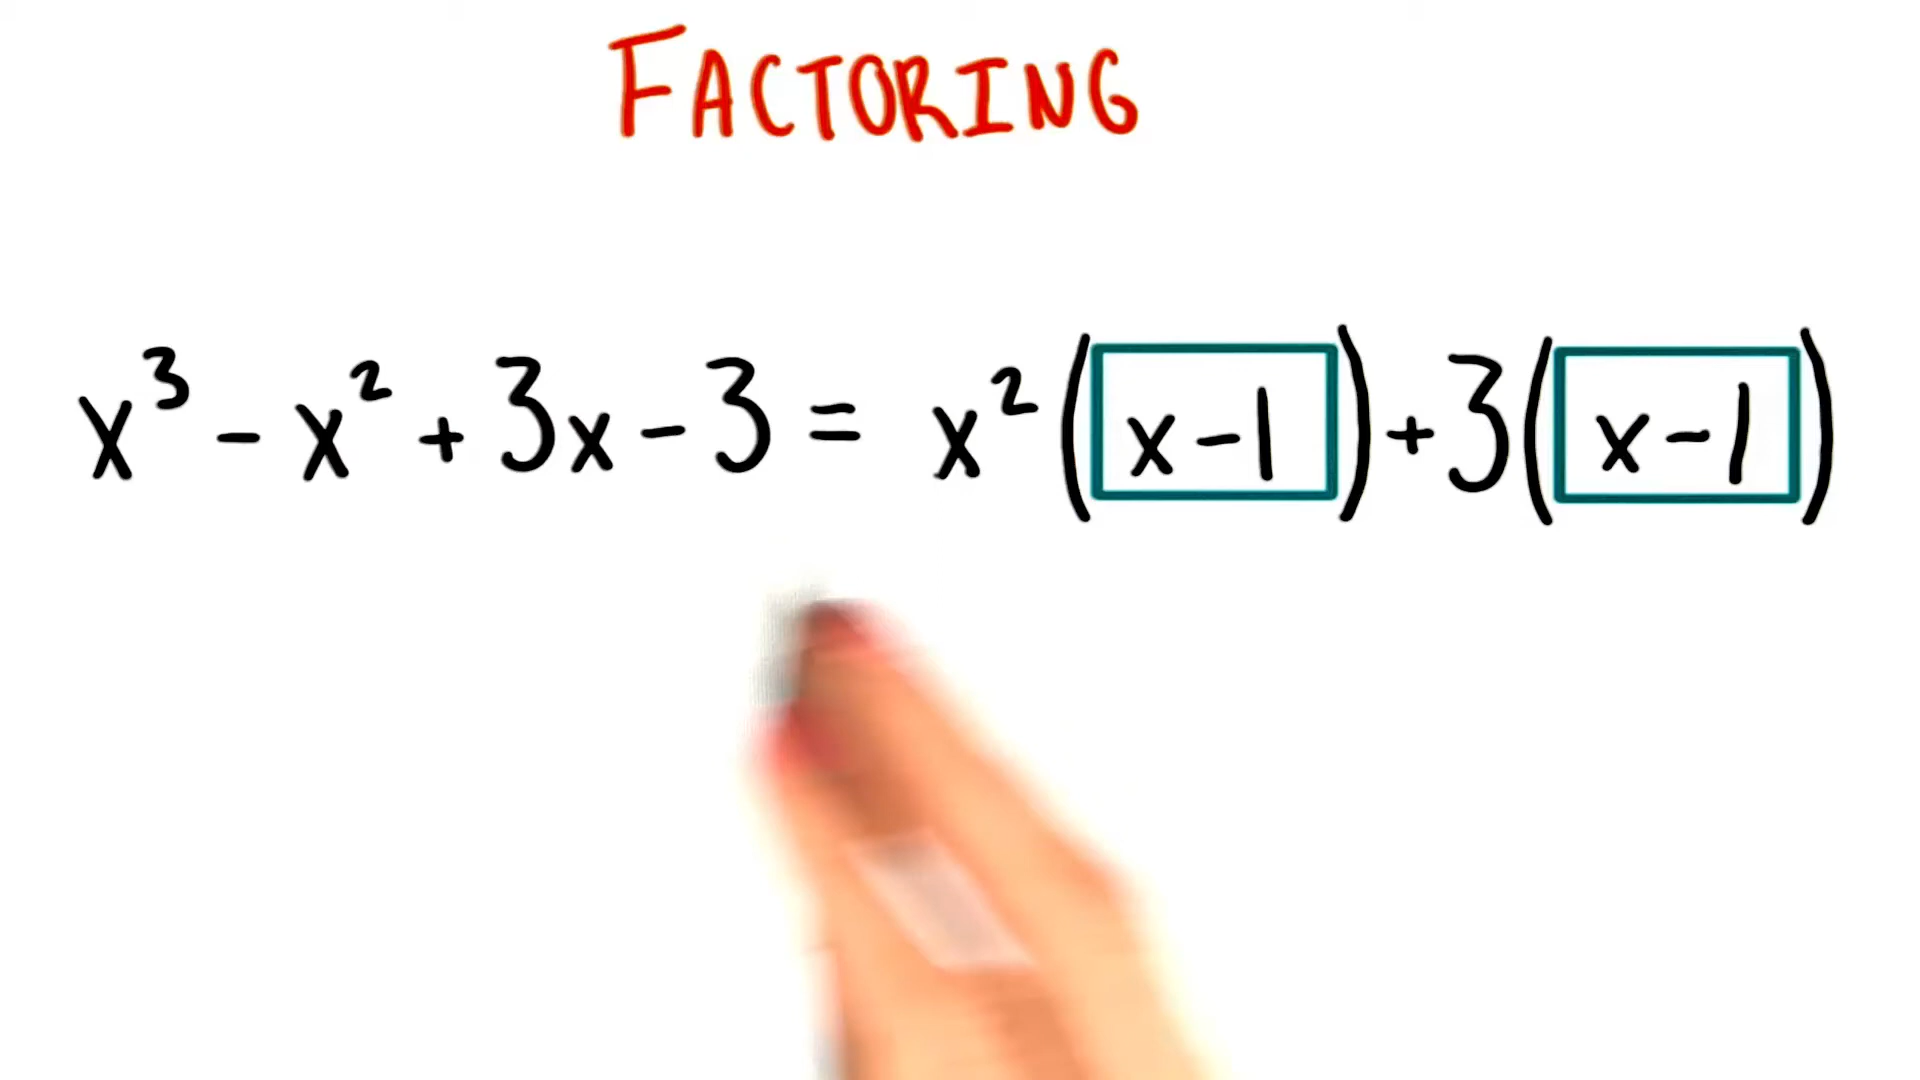 FACTORING
x³ - x² + 3x - 3 = x² (x - 1) + 3 (x - 1)